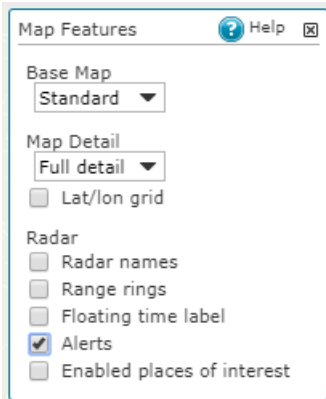 Map Features Help
Base Map
Standard
Map Detail
Full detail
Lat/lon grid
Radar
Radar names
Range rings
Floating time label
Alerts
Enabled places of interest